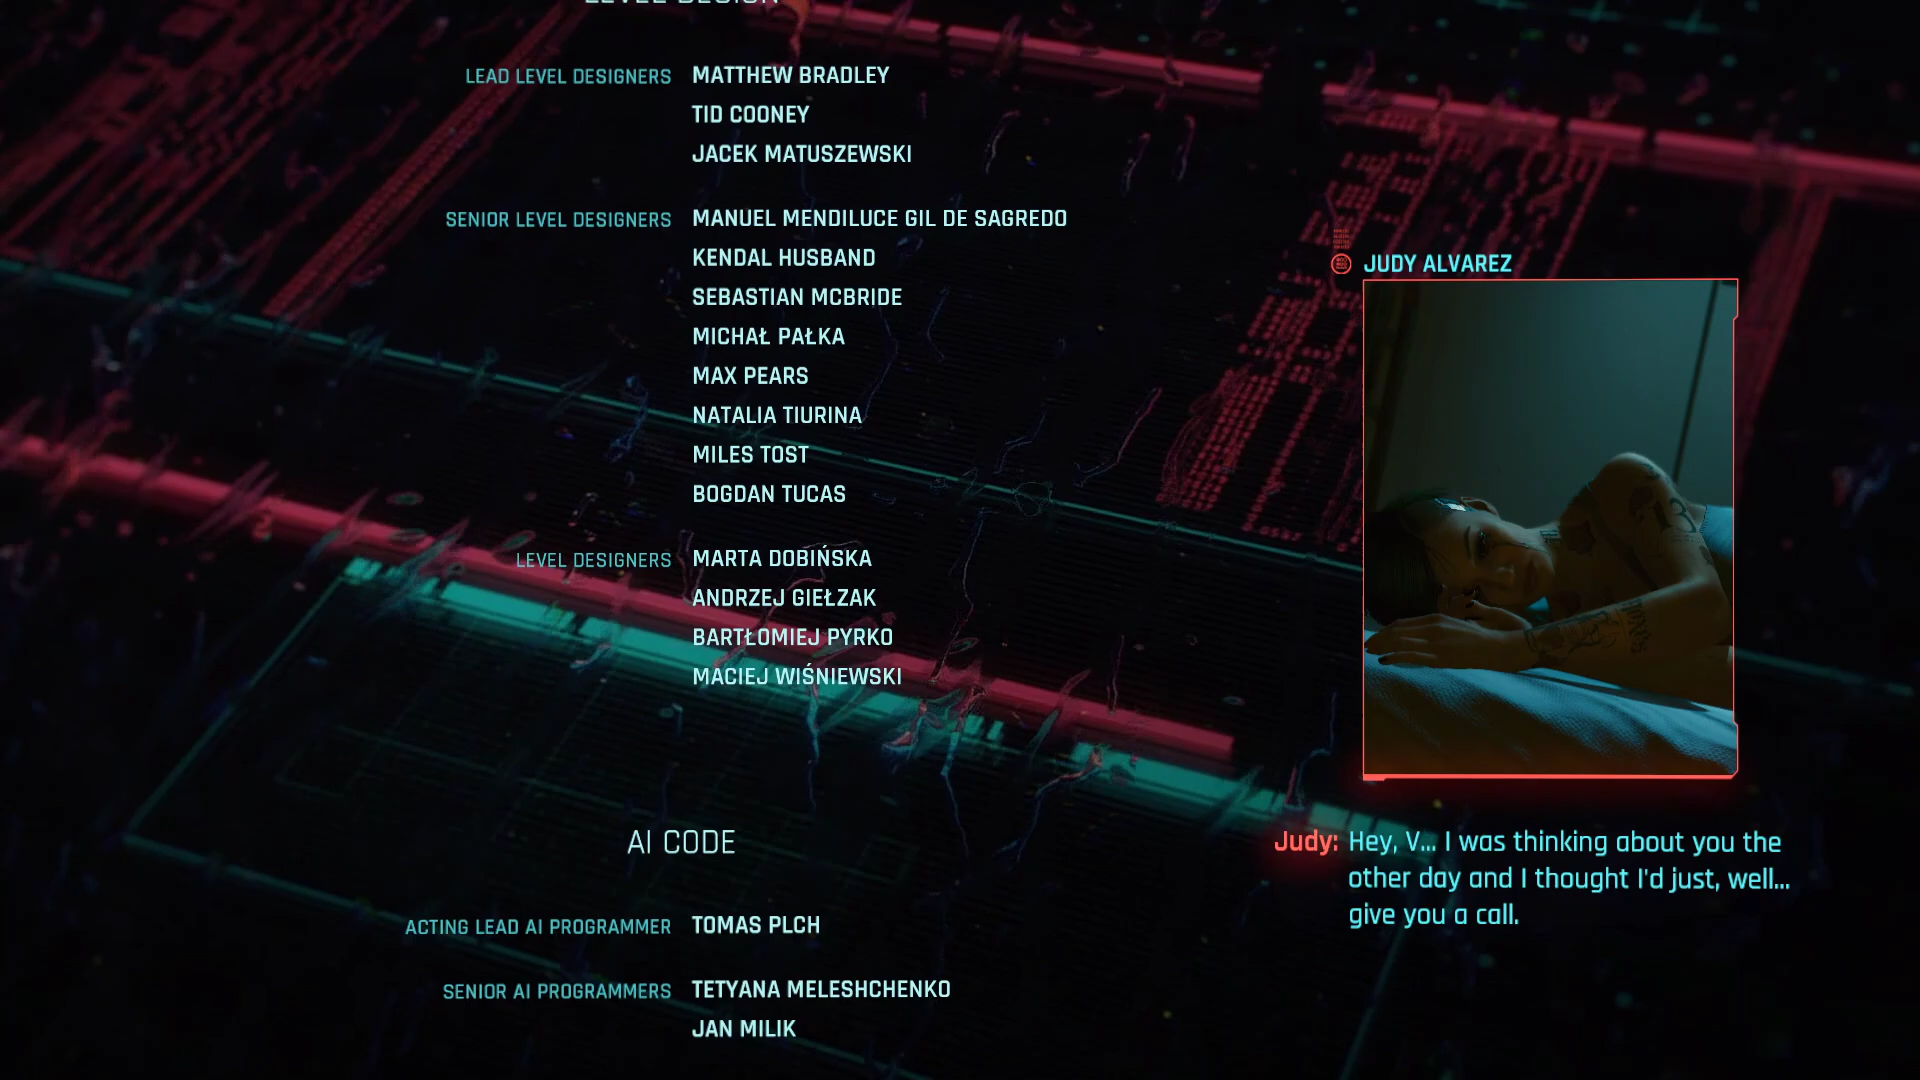 LEVEL DESIGN
LEAD LEVEL DESIGNERS MATTHEW BRADLEY
TID COONEY
JACEK MATUSZEWSKI
SENIOR LEVEL DESIGNERS MANUEL MENDILUCE GIL DE SAGREDO
KENDAL HUSBAND
SEBASTIAN MCBRIDE
MICHAŁ PAŁKA
MAX PEARS
NATALIA TIURINA
MILES TOST
BOGDAN TUCAS
LEVEL DESIGNERS MARTA DOBIŃSKA
ANDRZEJ GIEŁZAK
BARTŁOMIEJ PYRKO
MACIEJ WIŚNIEWSKI
AI CODE
ACTING LEAD AI PROGRAMMER TOMAS PLCH
SENIOR AI PROGRAMMERS TETYANA MELESHCHENKO
JAN MILIK
JUDY ALVAREZ
13
Judy: Hey, V... I was thinking about you the
other day and I thought I'd just, well...
give you a call.